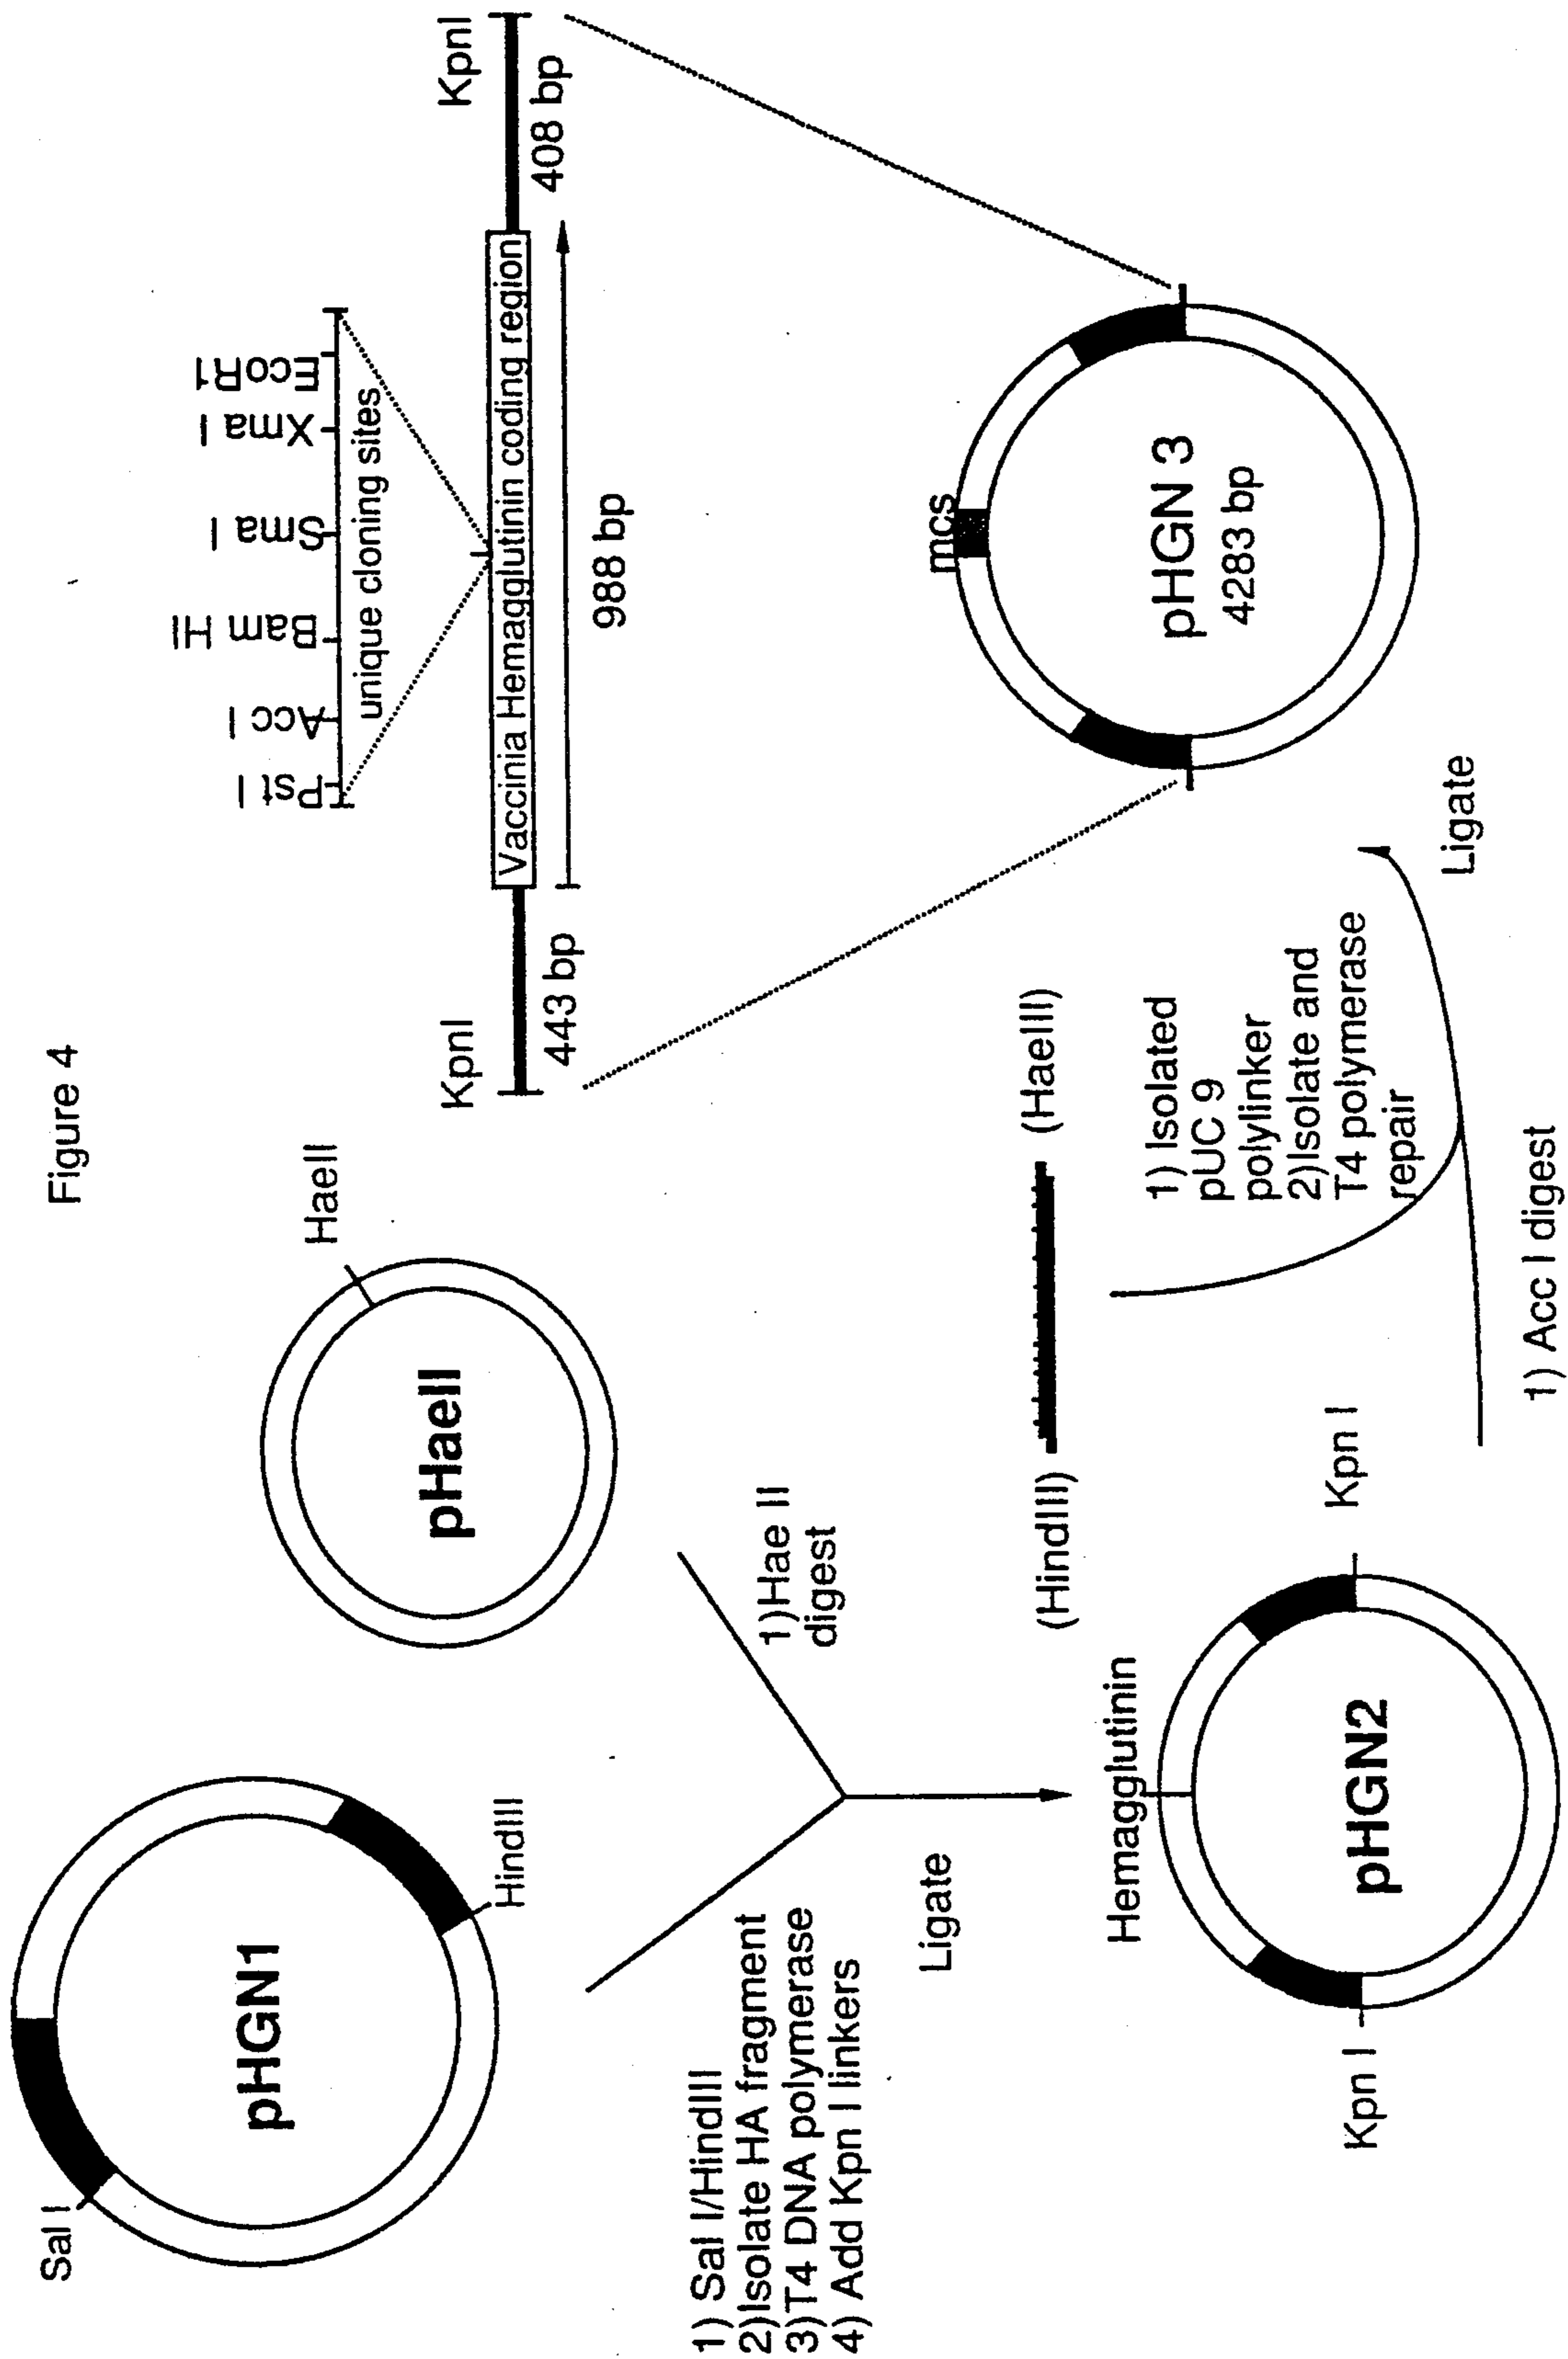 Figure 4
Sal I
pHGN1
HindIII
HaeII
pHaeII
1) Sal I/HindIII
2)Isolate HA fragment
3)T4 DNA polymerase
4) Add Kpn I linkers
1)Hae II
digest
Ligate
Hemagglutinin
Kpn I
pHGN2
Kpn I
(HindIII)
(HaeIII)
1) Isolated
pUC 9
polylinker
2)Isolate and
T4 polymerase
repair
1) Acc I digest
Ligate
Pst I
Acc I
Bam HI
Sma I
Xma I
EcoR1
unique cloning sites
KpnI
Vaccinia Hemagglutinin coding region
KpnI
443 bp
988 bp
408 bp
mcs
pHGN 3
4283 bp